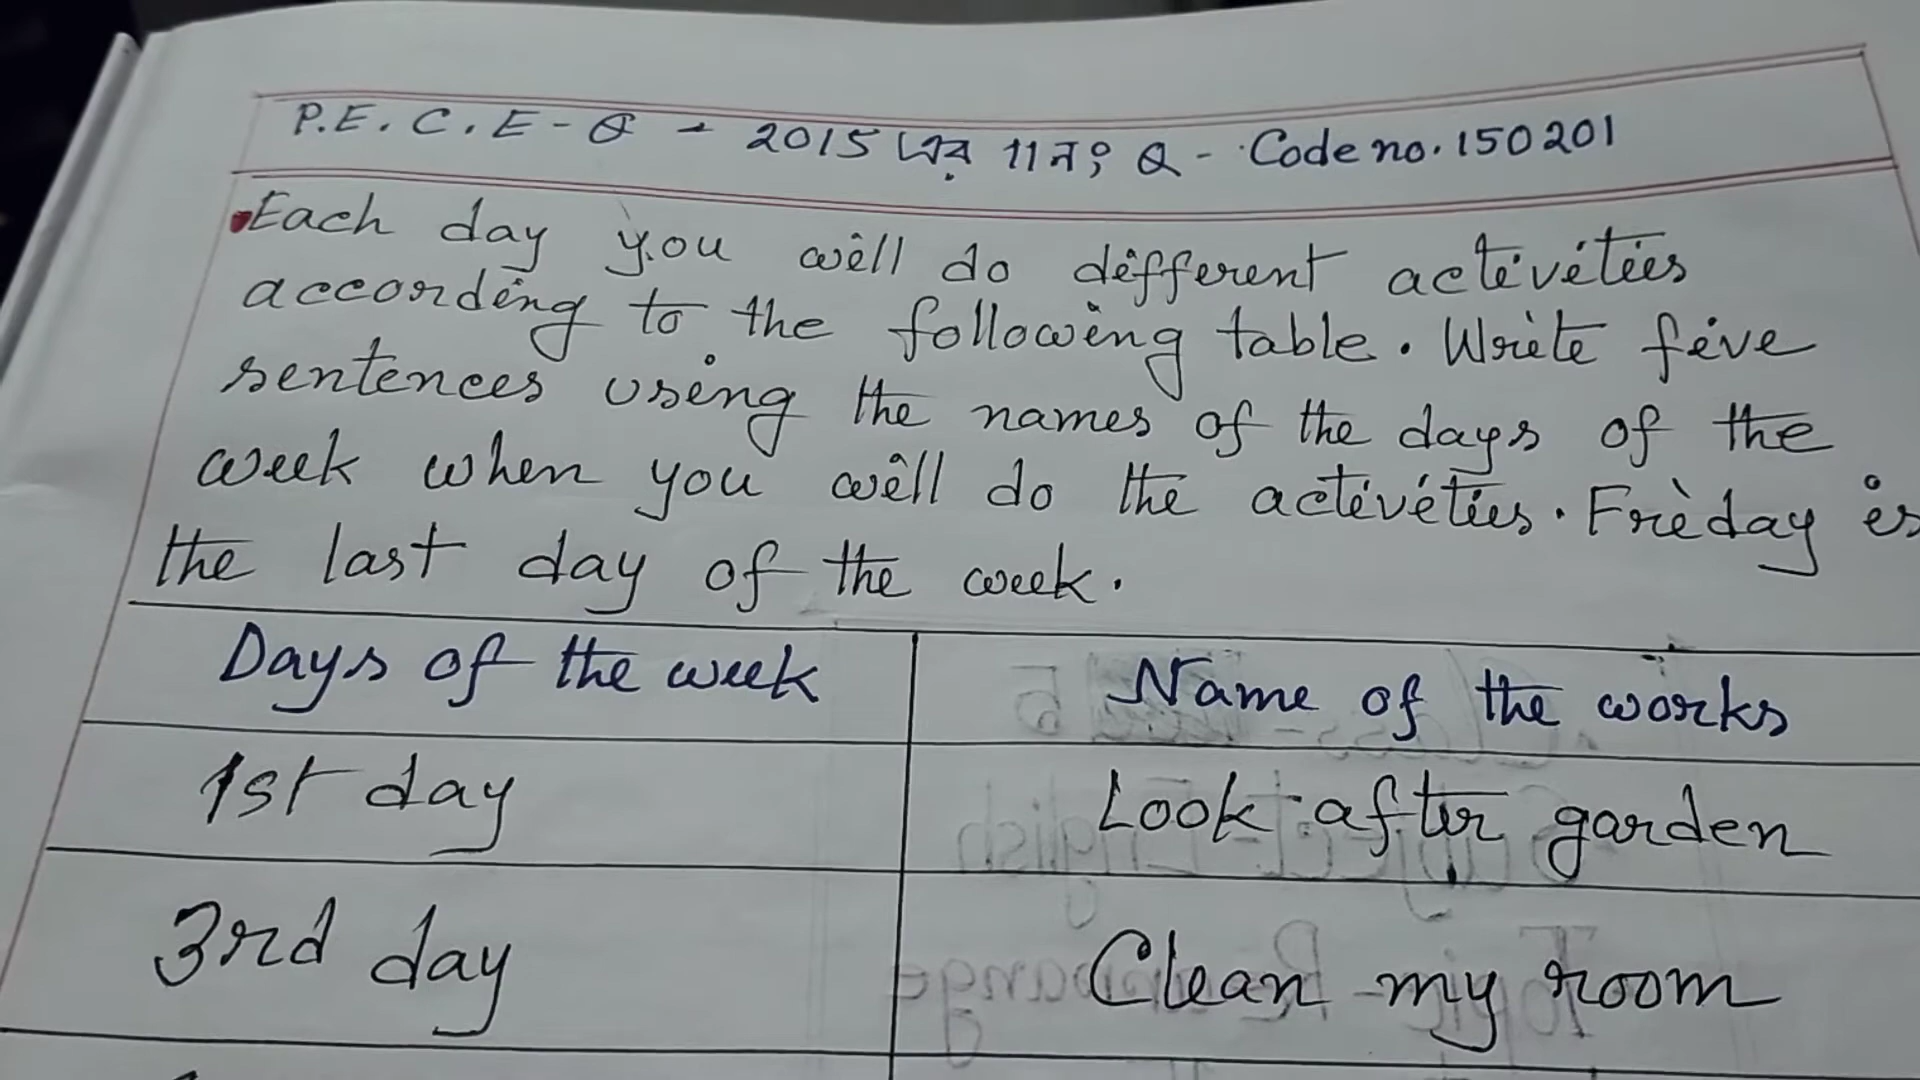 P.E.C.E-Q - 2015 এর 11নং Q - Code no. 150201
Each day you will do different activities
according to the following table. Write five
sentences using the names of the days of the
week when you will do the activities. Friday is
the last day of the week.
Days of the week Name of the works
1st day Look after garden
3rd day Clean my room